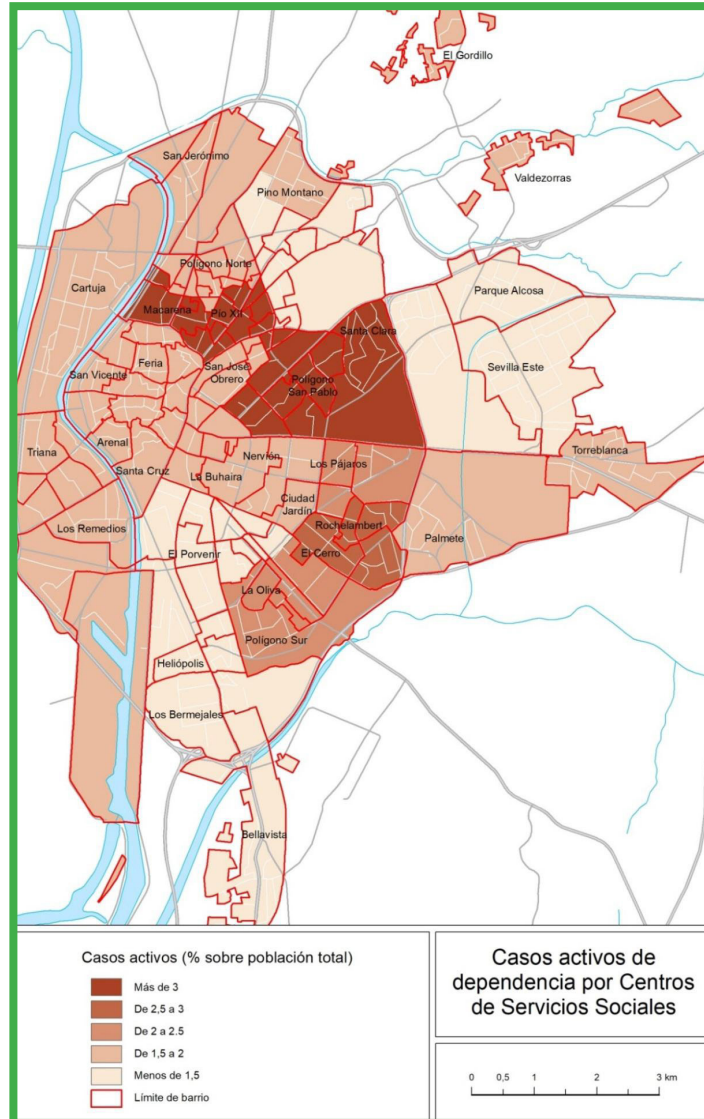 El Gordillo
San Jerónimo
Valdezorras
Pino Montano
Polígono Norte
Cartuja
Parque Alcosa
Macarena
Pio XII
Santa Clara
Feria
San José
Obrero
Sevilla Este
San Vicente
Polígono
San Pablo
Arenal
Triana
Nervión
Torreblanca
Santa Cruz
La Buhaira
Los Pájaros
Ciudad
Jardín
Los Remedios
Rochelambert
Palmete
El Porvenir
El Cerro
La Oliva
Polígono Sur
Heliópolis
Los Bermejales
Bellavista
Casos activos (% sobre población total)
Más de 3
De 2,5 a 3
De 2 a 2.5
De 1,5 a 2
Menos de 1,5
Límite de barrio
Casos activos de
dependencia por Centros
de Servicios Sociales
0 0,5 1 2 3 km